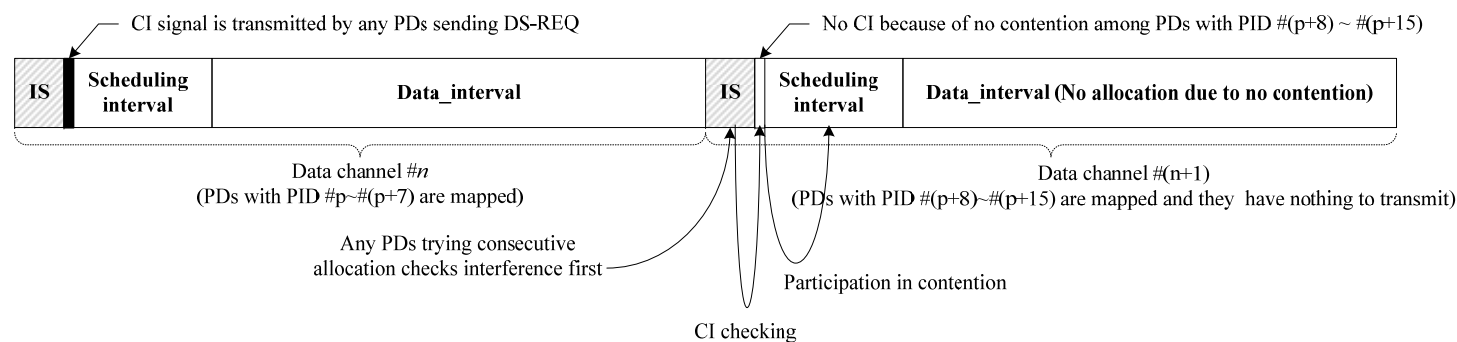 CI signal is transmitted by any PDs sending DS-REQ
No CI because of no contention among PDs with PID #(p+8) ~ #(p+15)
IS
Scheduling
interval
Data_interval
IS
Scheduling
interval
Data_interval (No allocation due to no contention)
Data channel #n
(PDs with PID #p~#(p+7) are mapped)
Data channel #(n+1)
(PDs with PID #(p+8)~#(p+15) are mapped and they have nothing to transmit)
Any PDs trying consecutive
allocation checks interference first
Participation in contention
CI checking